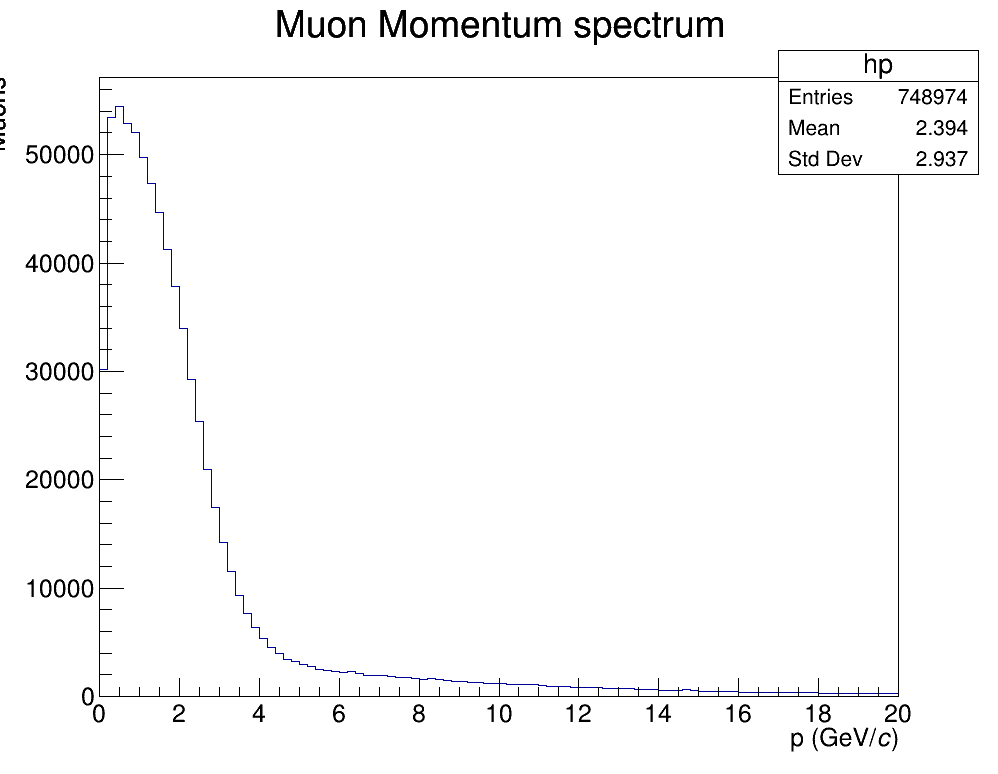 Muon Momentum spectrum
hp
Entries 748974
Mean 2.394
Std Dev 2.937
Muons
50000
40000
30000
20000
10000
0
0 2 4 6 8 10 12 14 16 18 20
p (GeV/c)